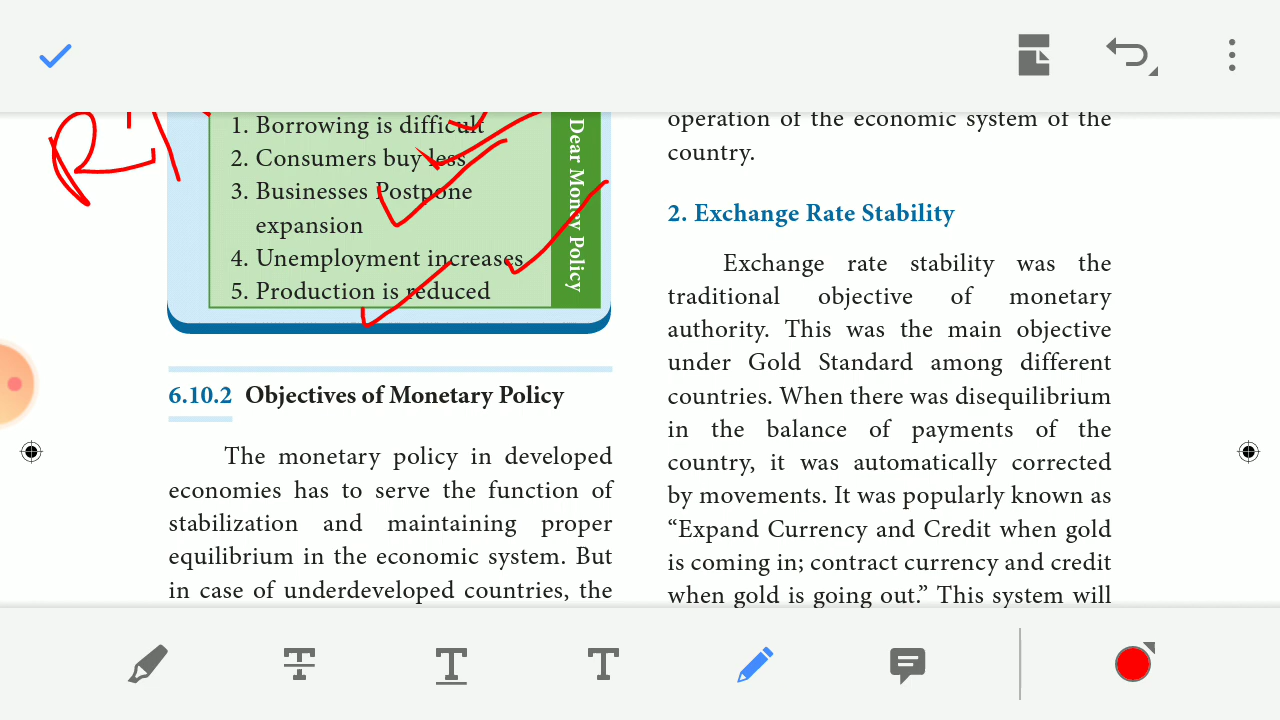 1. Borrowing is difficult
2. Consumers buy less
3. Businesses Postpone
expansion
4. Unemployment increases
5. Production is reduced
Dear Money Policy
6.10.2 Objectives of Monetary Policy
The monetary policy in developed
economies has to serve the function of
stabilization and maintaining proper
equilibrium in the economic system. But
in case of underdeveloped countries, the
operation of the economic system of the
country.
2. Exchange Rate Stability
Exchange rate stability was the
traditional objective of monetary
authority. This was the main objective
under Gold Standard among different
countries. When there was disequilibrium
in the balance of payments of the
country, it was automatically corrected
by movements. It was popularly known as
“Expand Currency and Credit when gold
is coming in; contract currency and credit
when gold is going out.” This system will